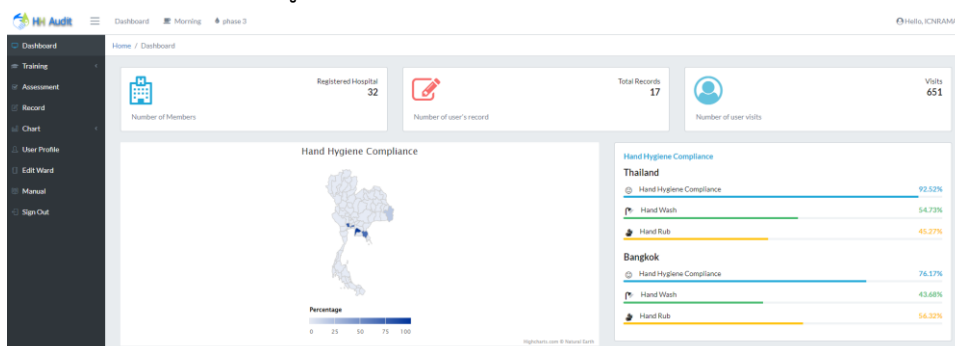 HH Audit
Dashboard Morning phase 3
Hello, ICNRAMA
Home / Dashboard
Dashboard
Training
Assessment
Record
Chart
User Profile
Edit Ward
Manual
Sign Out
Registered Hospital
32
Number of Members
Total Records
17
Number of user's record
Visits
651
Number of user visits
Hand Hygiene Compliance
Percentage
0 25 50 75 100
Highcharts.com © Natural Earth
Hand Hygiene Compliance
Thailand
Hand Hygiene Compliance 92.52%
Hand Wash 54.73%
Hand Rub 45.27%
Bangkok
Hand Hygiene Compliance 76.17%
Hand Wash 43.68%
Hand Rub 56.32%